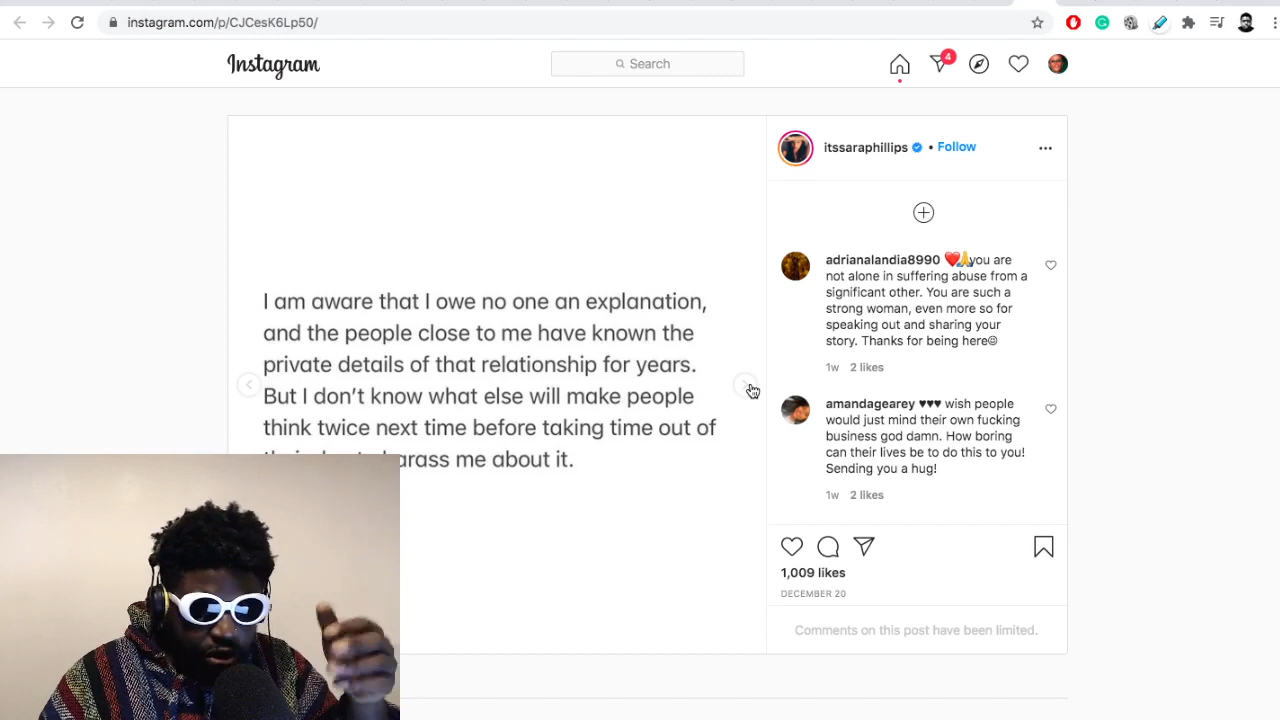 instagram.com/p/CJCesK6Lp50/
Instagram
Search
4
itssaraphillips • Follow
I am aware that I owe no one an explanation,
and the people close to me have known the
private details of that relationship for years.
But I don't know what else will make people
think twice next time before taking time out of
arass me about it.
adrianalandia8990 ❤️🙏you are
not alone in suffering abuse from a
significant other. You are such a
strong woman, even more so for
speaking out and sharing your
story. Thanks for being here☺
1w 2 likes
amandagearey ♥♥♥ wish people
would just mind their own fucking
business god damn. How boring
can their lives be to do this to you!
Sending you a hug!
1w 2 likes
1,009 likes
DECEMBER 20
Comments on this post have been limited.